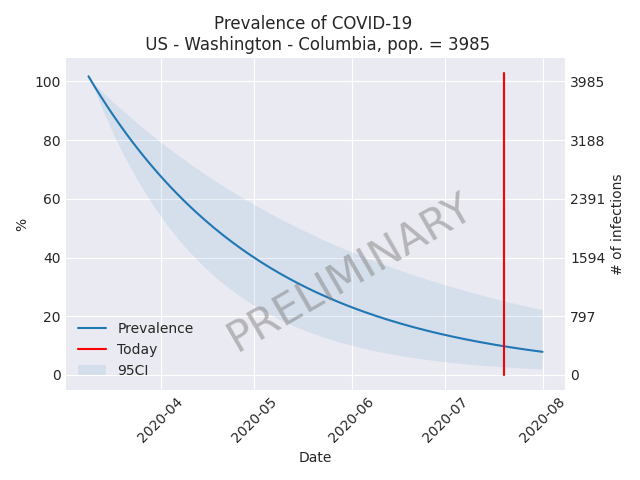 Prevalence of COVID-19
US - Washington - Columbia, pop. = 3985
100
80
60
40
20
0
%
3985
3188
2391
1594
797
0
# of infections
PRELIMINARY
Prevalence
Today
95CI
2020-04
2020-05
2020-06
2020-07
2020-08
Date